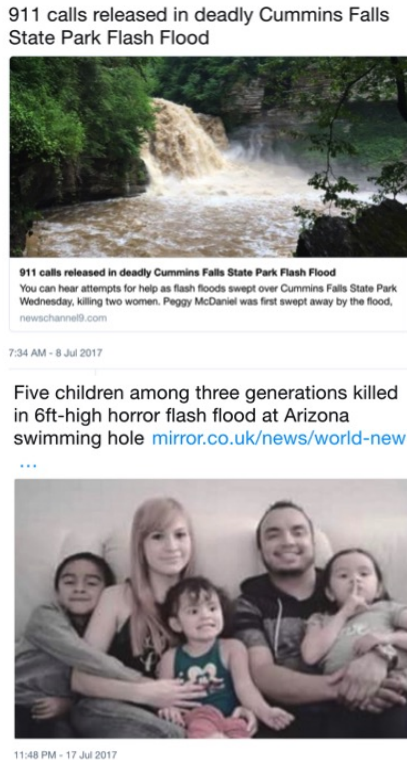 911 calls released in deadly Cummins Falls
State Park Flash Flood
911 calls released in deadly Cummins Falls State Park Flash Flood
You can hear attempts for help as flash floods swept over Cummins Falls State Park
Wednesday, killing two women. Peggy McDaniel was first swept away by the flood,
newschannel9.com
7:34 AM - 8 Jul 2017
Five children among three generations killed
in 6ft-high horror flash flood at Arizona
swimming hole mirror.co.uk/news/world-new
...
11:48 PM - 17 Jul 2017